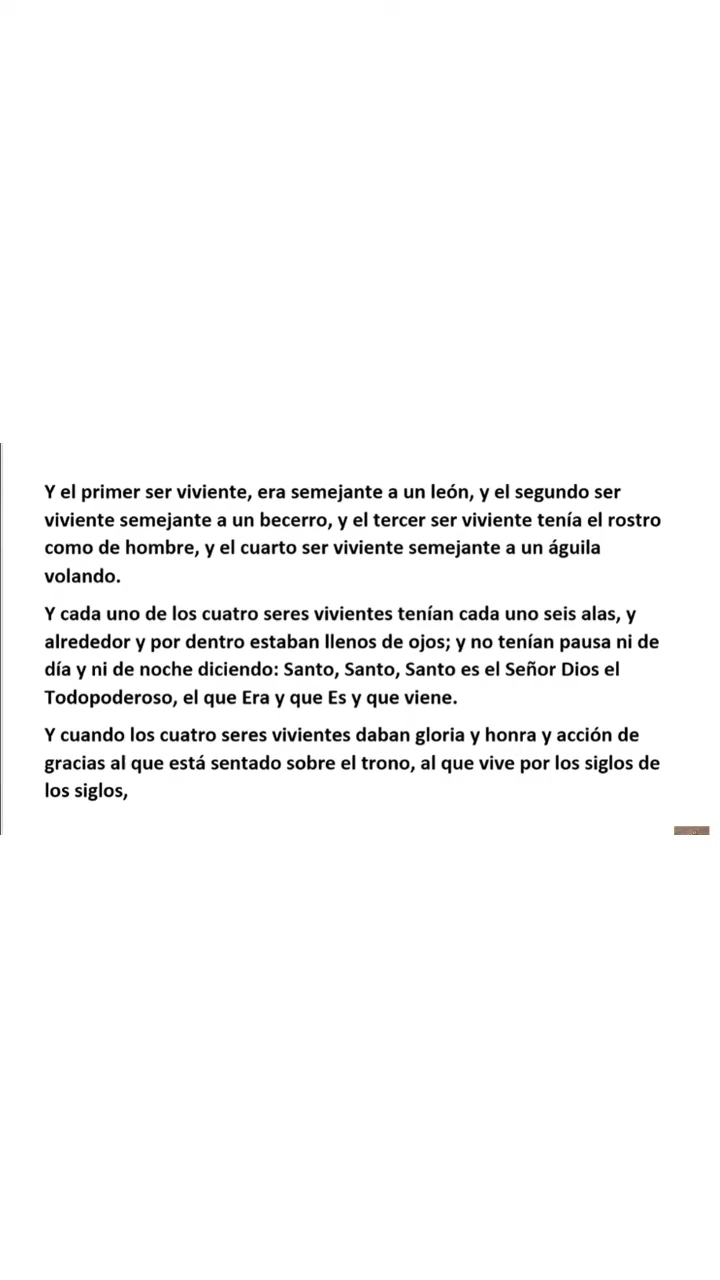 Y el primer ser viviente, era semejante a un león, y el segundo ser
viviente semejante a un becerro, y el tercer ser viviente tenía el rostro
como de hombre, y el cuarto ser viviente semejante a un águila
volando.
Y cada uno de los cuatro seres vivientes tenían cada uno seis alas, y
alrededor y por dentro estaban llenos de ojos; y no tenían pausa ni de
día y ni de noche diciendo: Santo, Santo, Santo es el Señor Dios el
Todopoderoso, el que Era y que Es y que viene.
Y cuando los cuatro seres vivientes daban gloria y honra y acción de
gracias al que está sentado sobre el trono, al que vive por los siglos de
los siglos,